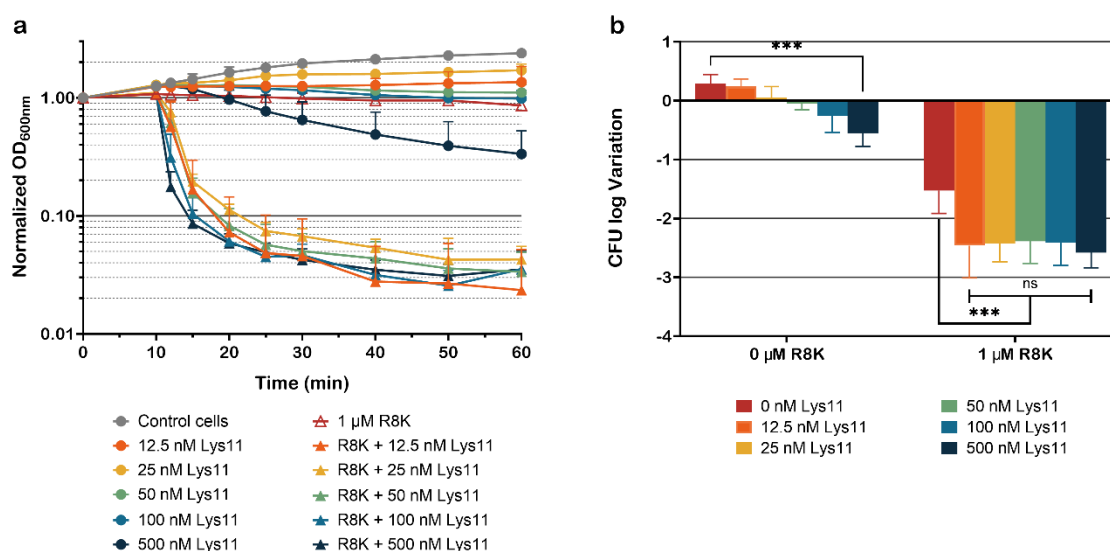 a
Normalized OD600nm
1.00
0.10
0.01
0
10
20
30
40
50
60
Time (min)
Control cells
12.5 nM Lys11
25 nM Lys11
50 nM Lys11
100 nM Lys11
500 nM Lys11
1 µM R8K
R8K + 12.5 nM Lys11
R8K + 25 nM Lys11
R8K + 50 nM Lys11
R8K + 100 nM Lys11
R8K + 500 nM Lys11
b
CFU log Variation
1
0
-1
-2
-3
-4
***
ns
***
0 µM R8K
1 µM R8K
0 nM Lys11
12.5 nM Lys11
25 nM Lys11
50 nM Lys11
100 nM Lys11
500 nM Lys11